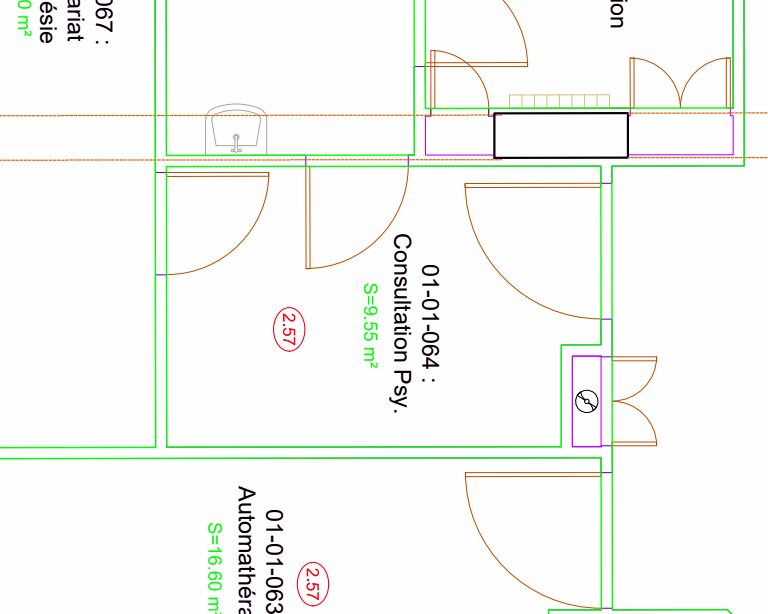 067 :
ariat
ésie
0 m²
ion
01-01-064 :
Consultation Psy.
S=9.55 m²
2.57
01-01-063
Automathéra
S=16.60 m²
2.57